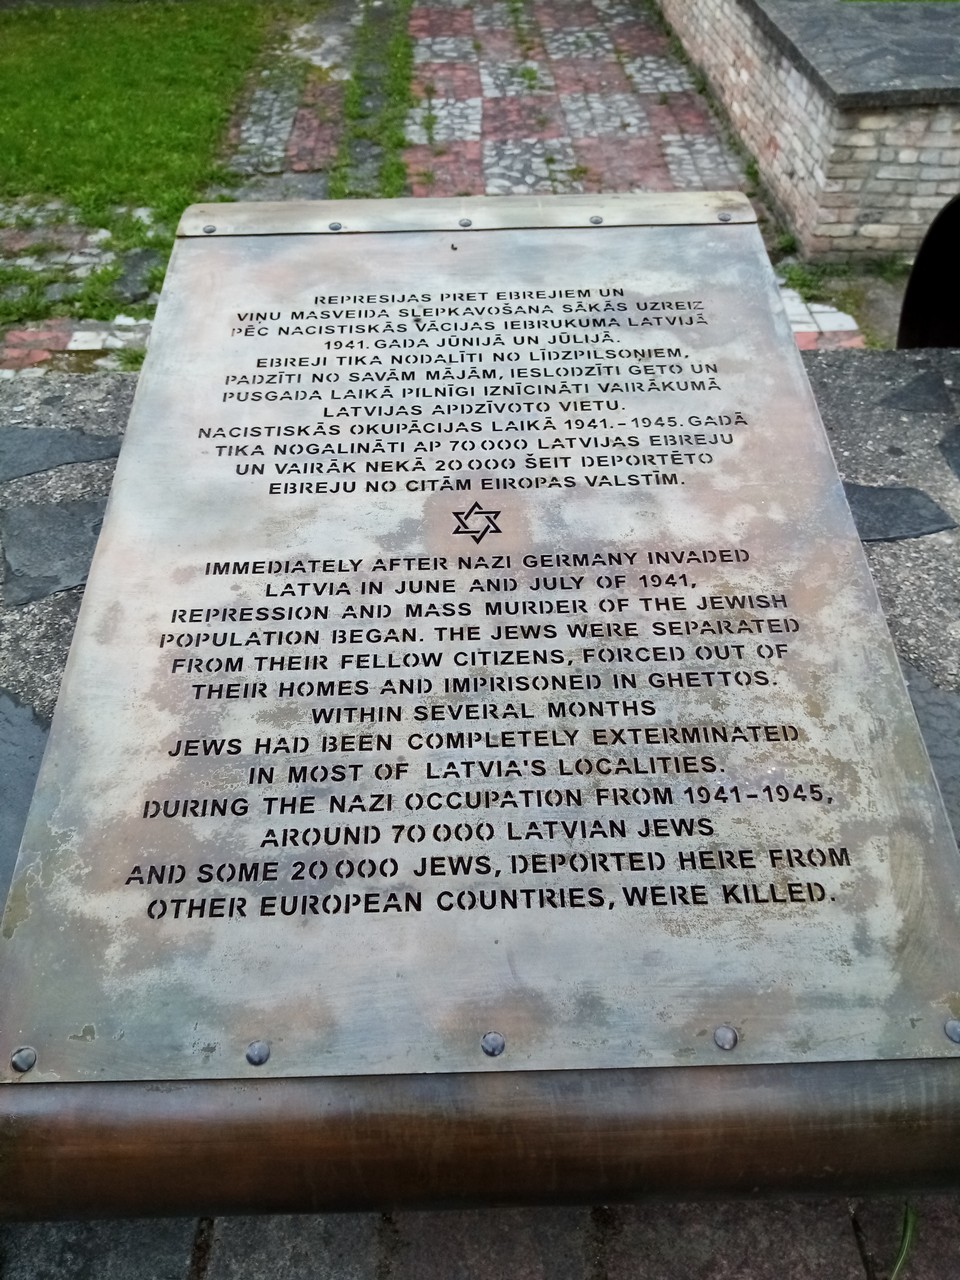 REPRESIJAS PRET EBREJIEM UN
VIŅU MASVEIDA SLEPKAVOŠANA SĀKĀS UZREIZ
PĒC NACISTISKĀS VĀCIJAS IEBRUKUMA LATVIJĀ
1941. GADA JŪNIJĀ UN JŪLIJĀ.
EBREJI TIKA NODALĪTI NO LĪDZPILSOŅIEM,
PADZĪTI NO SAVĀM MĀJĀM, IESLODZĪTI GETO UN
PUSGADA LAIKĀ PILNĪGI IZNĪCINĀTI VAIRĀKUMĀ
LATVIJAS APDZĪVOTO VIETU.
NACISTISKĀS OKUPĀCIJAS LAIKĀ 1941.-1945. GADĀ
TIKA NOGALINĀTI AP 70 000 LATVIJAS EBREJU
UN VAIRĀK NEKĀ 20 000 ŠEIT DEPORTĒTO
EBREJU NO CITĀM EIROPAS VALSTĪM.
IMMEDIATELY AFTER NAZI GERMANY INVADED
LATVIA IN JUNE AND JULY OF 1941,
REPRESSION AND MASS MURDER OF THE JEWISH
POPULATION BEGAN. THE JEWS WERE SEPARATED
FROM THEIR FELLOW CITIZENS, FORCED OUT OF
THEIR HOMES AND IMPRISONED IN GHETTOS.
WITHIN SEVERAL MONTHS
JEWS HAD BEEN COMPLETELY EXTERMINATED
IN MOST OF LATVIA'S LOCALITIES.
DURING THE NAZI OCCUPATION FROM 1941-1945,
AROUND 70 000 LATVIAN JEWS
AND SOME 20 000 JEWS, DEPORTED HERE FROM
OTHER EUROPEAN COUNTRIES, WERE KILLED.